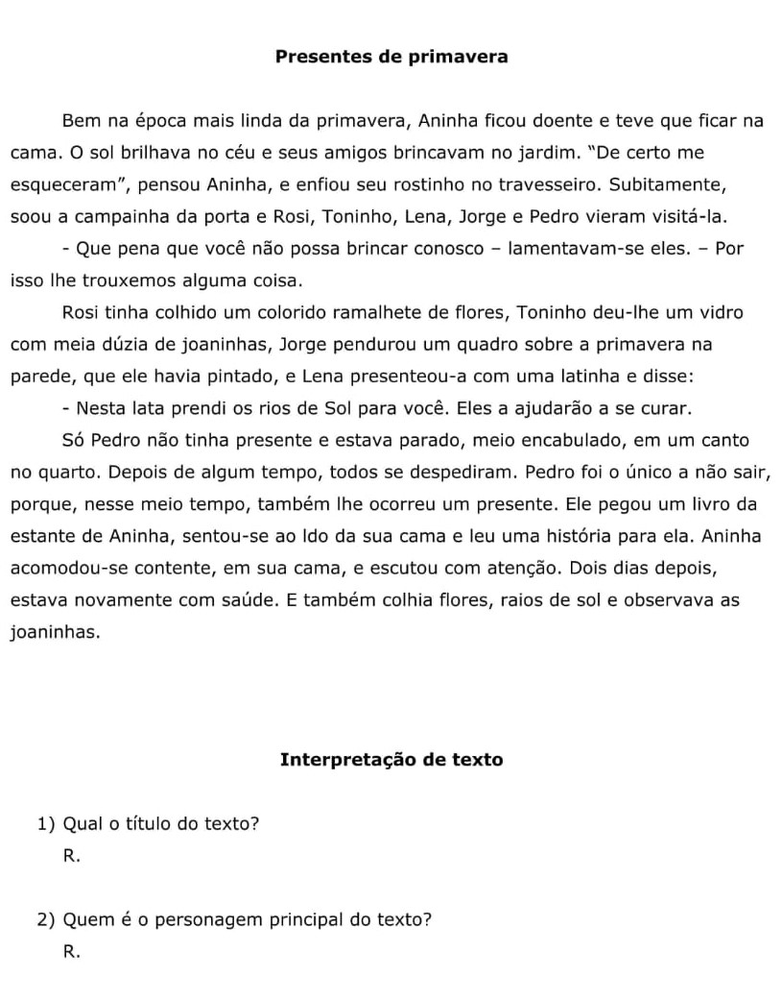 Presentes de primavera
Bem na época mais linda da primavera, Aninha ficou doente e teve que ficar na
cama. O sol brilhava no céu e seus amigos brincavam no jardim. “De certo me
esqueceram”, pensou Aninha, e enfiou seu rostinho no travesseiro. Subitamente,
soou a campainha da porta e Rosi, Toninho, Lena, Jorge e Pedro vieram visitá-la.
- Que pena que você não possa brincar conosco – lamentavam-se eles. – Por
isso lhe trouxemos alguma coisa.
Rosi tinha colhido um colorido ramalhete de flores, Toninho deu-lhe um vidro
com meia dúzia de joaninhas, Jorge pendurou um quadro sobre a primavera na
parede, que ele havia pintado, e Lena presenteou-a com uma latinha e disse:
- Nesta lata prendi os rios de Sol para você. Eles a ajudarão a se curar.
Só Pedro não tinha presente e estava parado, meio encabulado, em um canto
no quarto. Depois de algum tempo, todos se despediram. Pedro foi o único a não sair,
porque, nesse meio tempo, também lhe ocorreu um presente. Ele pegou um livro da
estante de Aninha, sentou-se ao ldo da sua cama e leu uma história para ela. Aninha
acomodou-se contente, em sua cama, e escutou com atenção. Dois dias depois,
estava novamente com saúde. E também colhia flores, raios de sol e observava as
joaninhas.
Interpretação de texto
1) Qual o título do texto?
R.
2) Quem é o personagem principal do texto?
R.